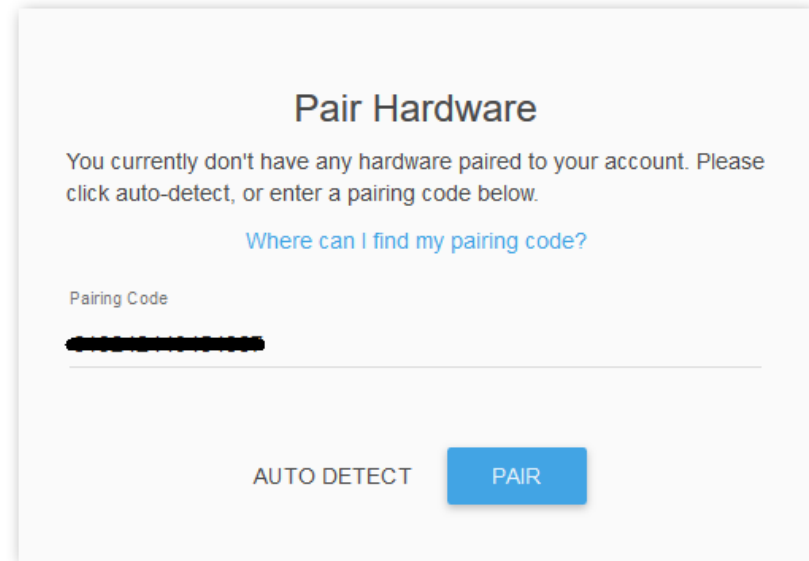 Pair Hardware
You currently don't have any hardware paired to your account. Please
click auto-detect, or enter a pairing code below.
Where can I find my pairing code?
Pairing Code
AUTO DETECT
PAIR